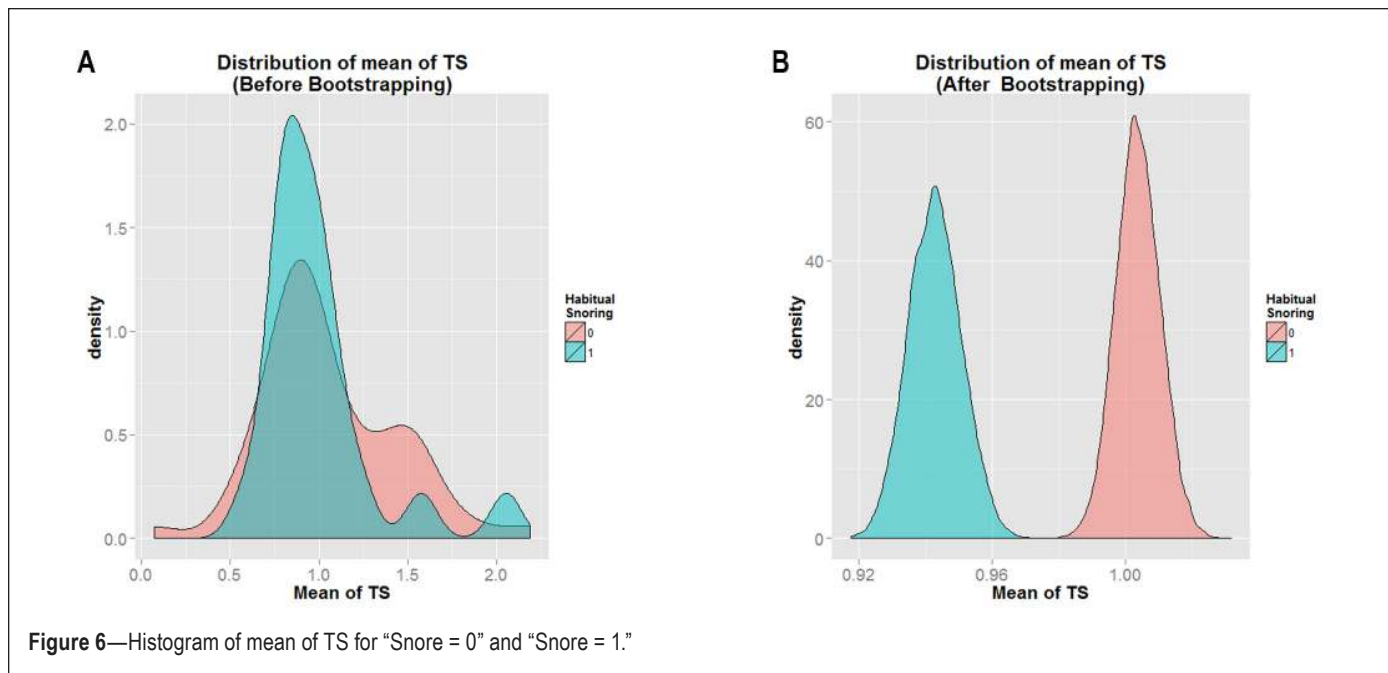 A
Distribution of mean of TS
(Before Bootstrapping)
2.0
1.5
1.0
0.5
0.0
density
0.0 0.5 1.0 1.5 2.0
Mean of TS
Habitual
Snoring
0
1
B
Distribution of mean of TS
(After Bootstrapping)
60
40
20
0
density
0.92 0.96 1.00
Mean of TS
Habitual
Snoring
0
1
Figure 6—Histogram of mean of TS for “Snore = 0” and “Snore = 1.”